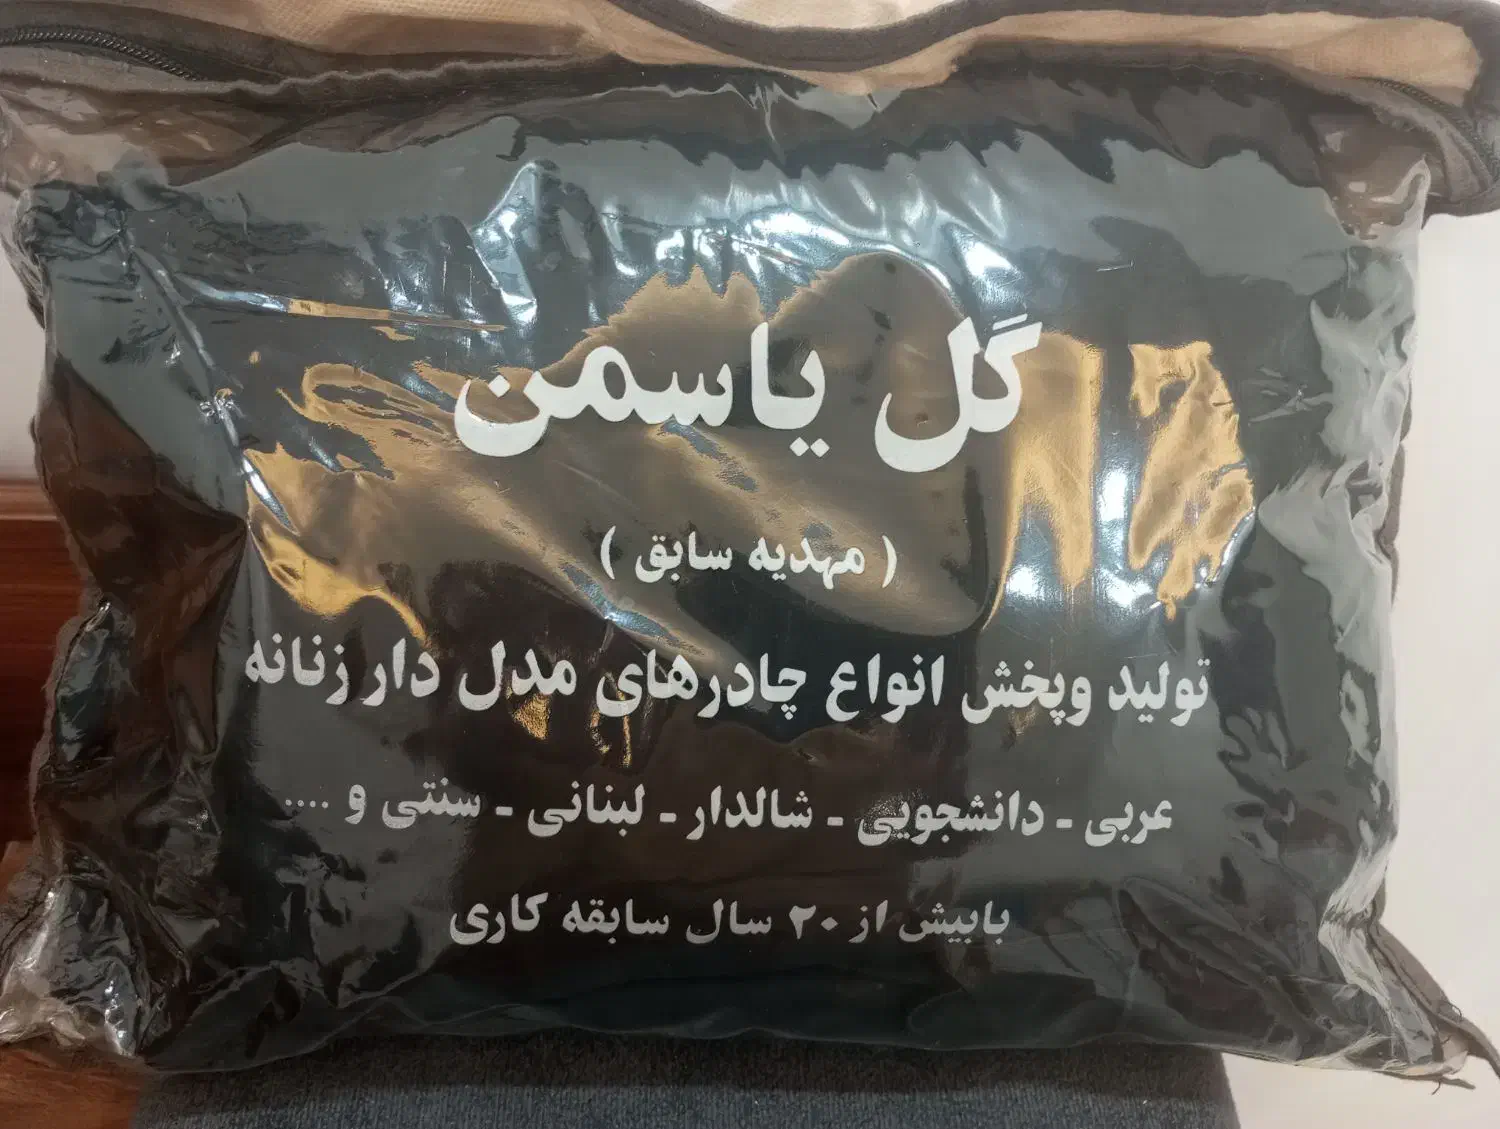 گل یاسمن
( مهدیه سابق )
تولید وپخش انواع چادرهای مدل دار زنانه
عربی - دانشجویی - شالدار - لبنانی - سنتی و ....
بابیش از ۲۰ سال سابقه کاری